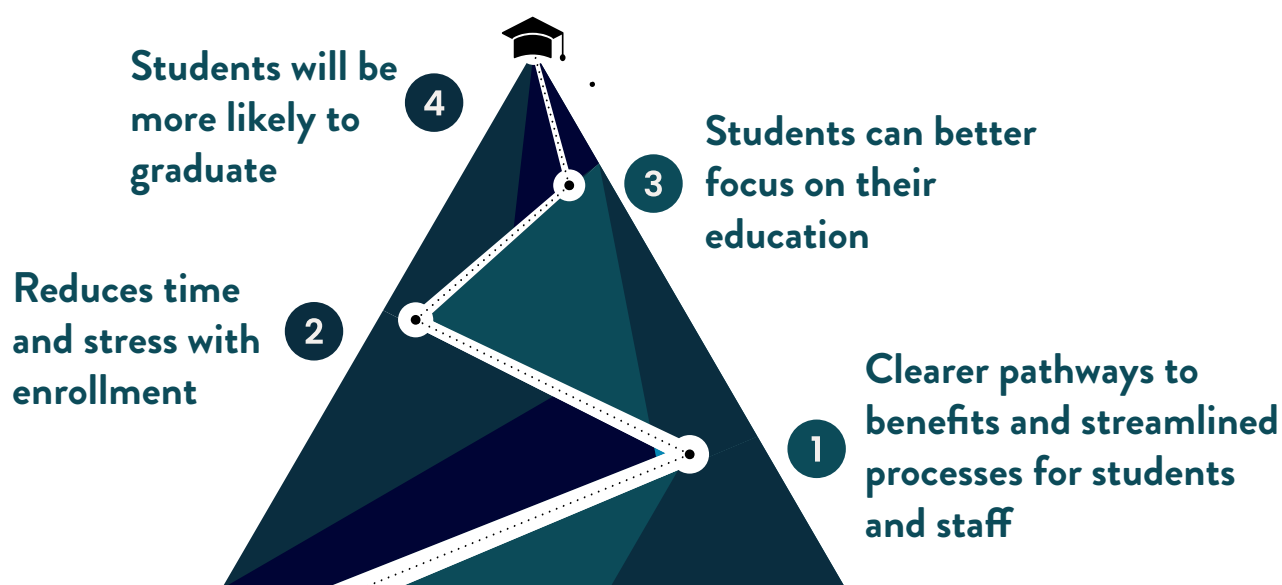 Students will be
more likely to
graduate
4
3
Students can better
focus on their
education
Reduces time
and stress with
enrollment
2
1
Clearer pathways to
benefits and streamlined
processes for students
and staff